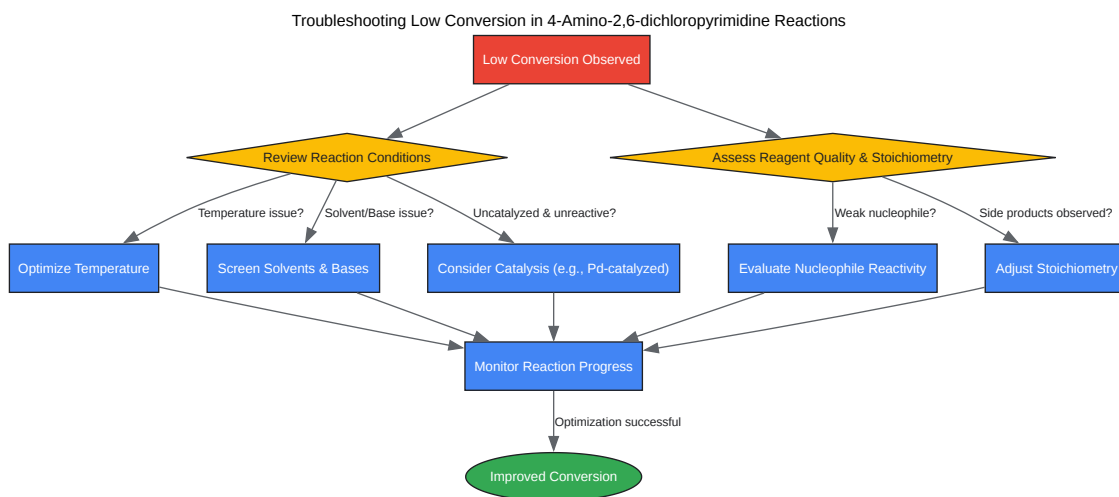 Troubleshooting Low Conversion in 4-Amino-2,6-dichloropyrimidine Reactions
Low Conversion Observed
Review Reaction Conditions
Assess Reagent Quality & Stoichiometry
Temperature issue?
Solvent/Base issue?
Uncatalyzed & unreactive?
Weak nucleophile?
Side products observed?
Optimize Temperature
Screen Solvents & Bases
Consider Catalysis (e.g., Pd-catalyzed)
Evaluate Nucleophile Reactivity
Adjust Stoichiometry
Monitor Reaction Progress
Optimization successful
Improved Conversion